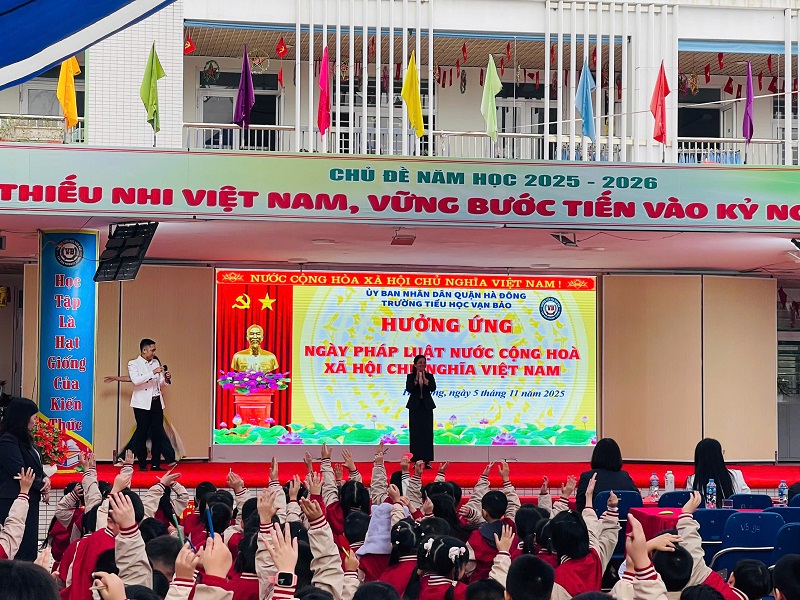 CHỦ ĐỀ NĂM HỌC 2025 - 2026
THIẾU NHI VIỆT NAM, VỮNG BƯỚC TIẾN VÀO KỶ
VB
Học
Tập
Là
Hạt
Giống
Của
Kiến
Thức
NƯỚC CỘNG HÒA XÃ HỘI CHỦ NGHĨA VIỆT NAM !
ỦY BAN NHÂN DÂN QUẬN HÀ ĐÔNG
TRƯỜNG TIỂU HỌC VẠN BẢO
HƯỞNG ỨNG
NGÀY PHÁP LUẬT NƯỚC CỘNG HOÀ
XÃ HỘI CHỦ NGHĨA VIỆT NAM
ngày 5 tháng 11 năm 2025